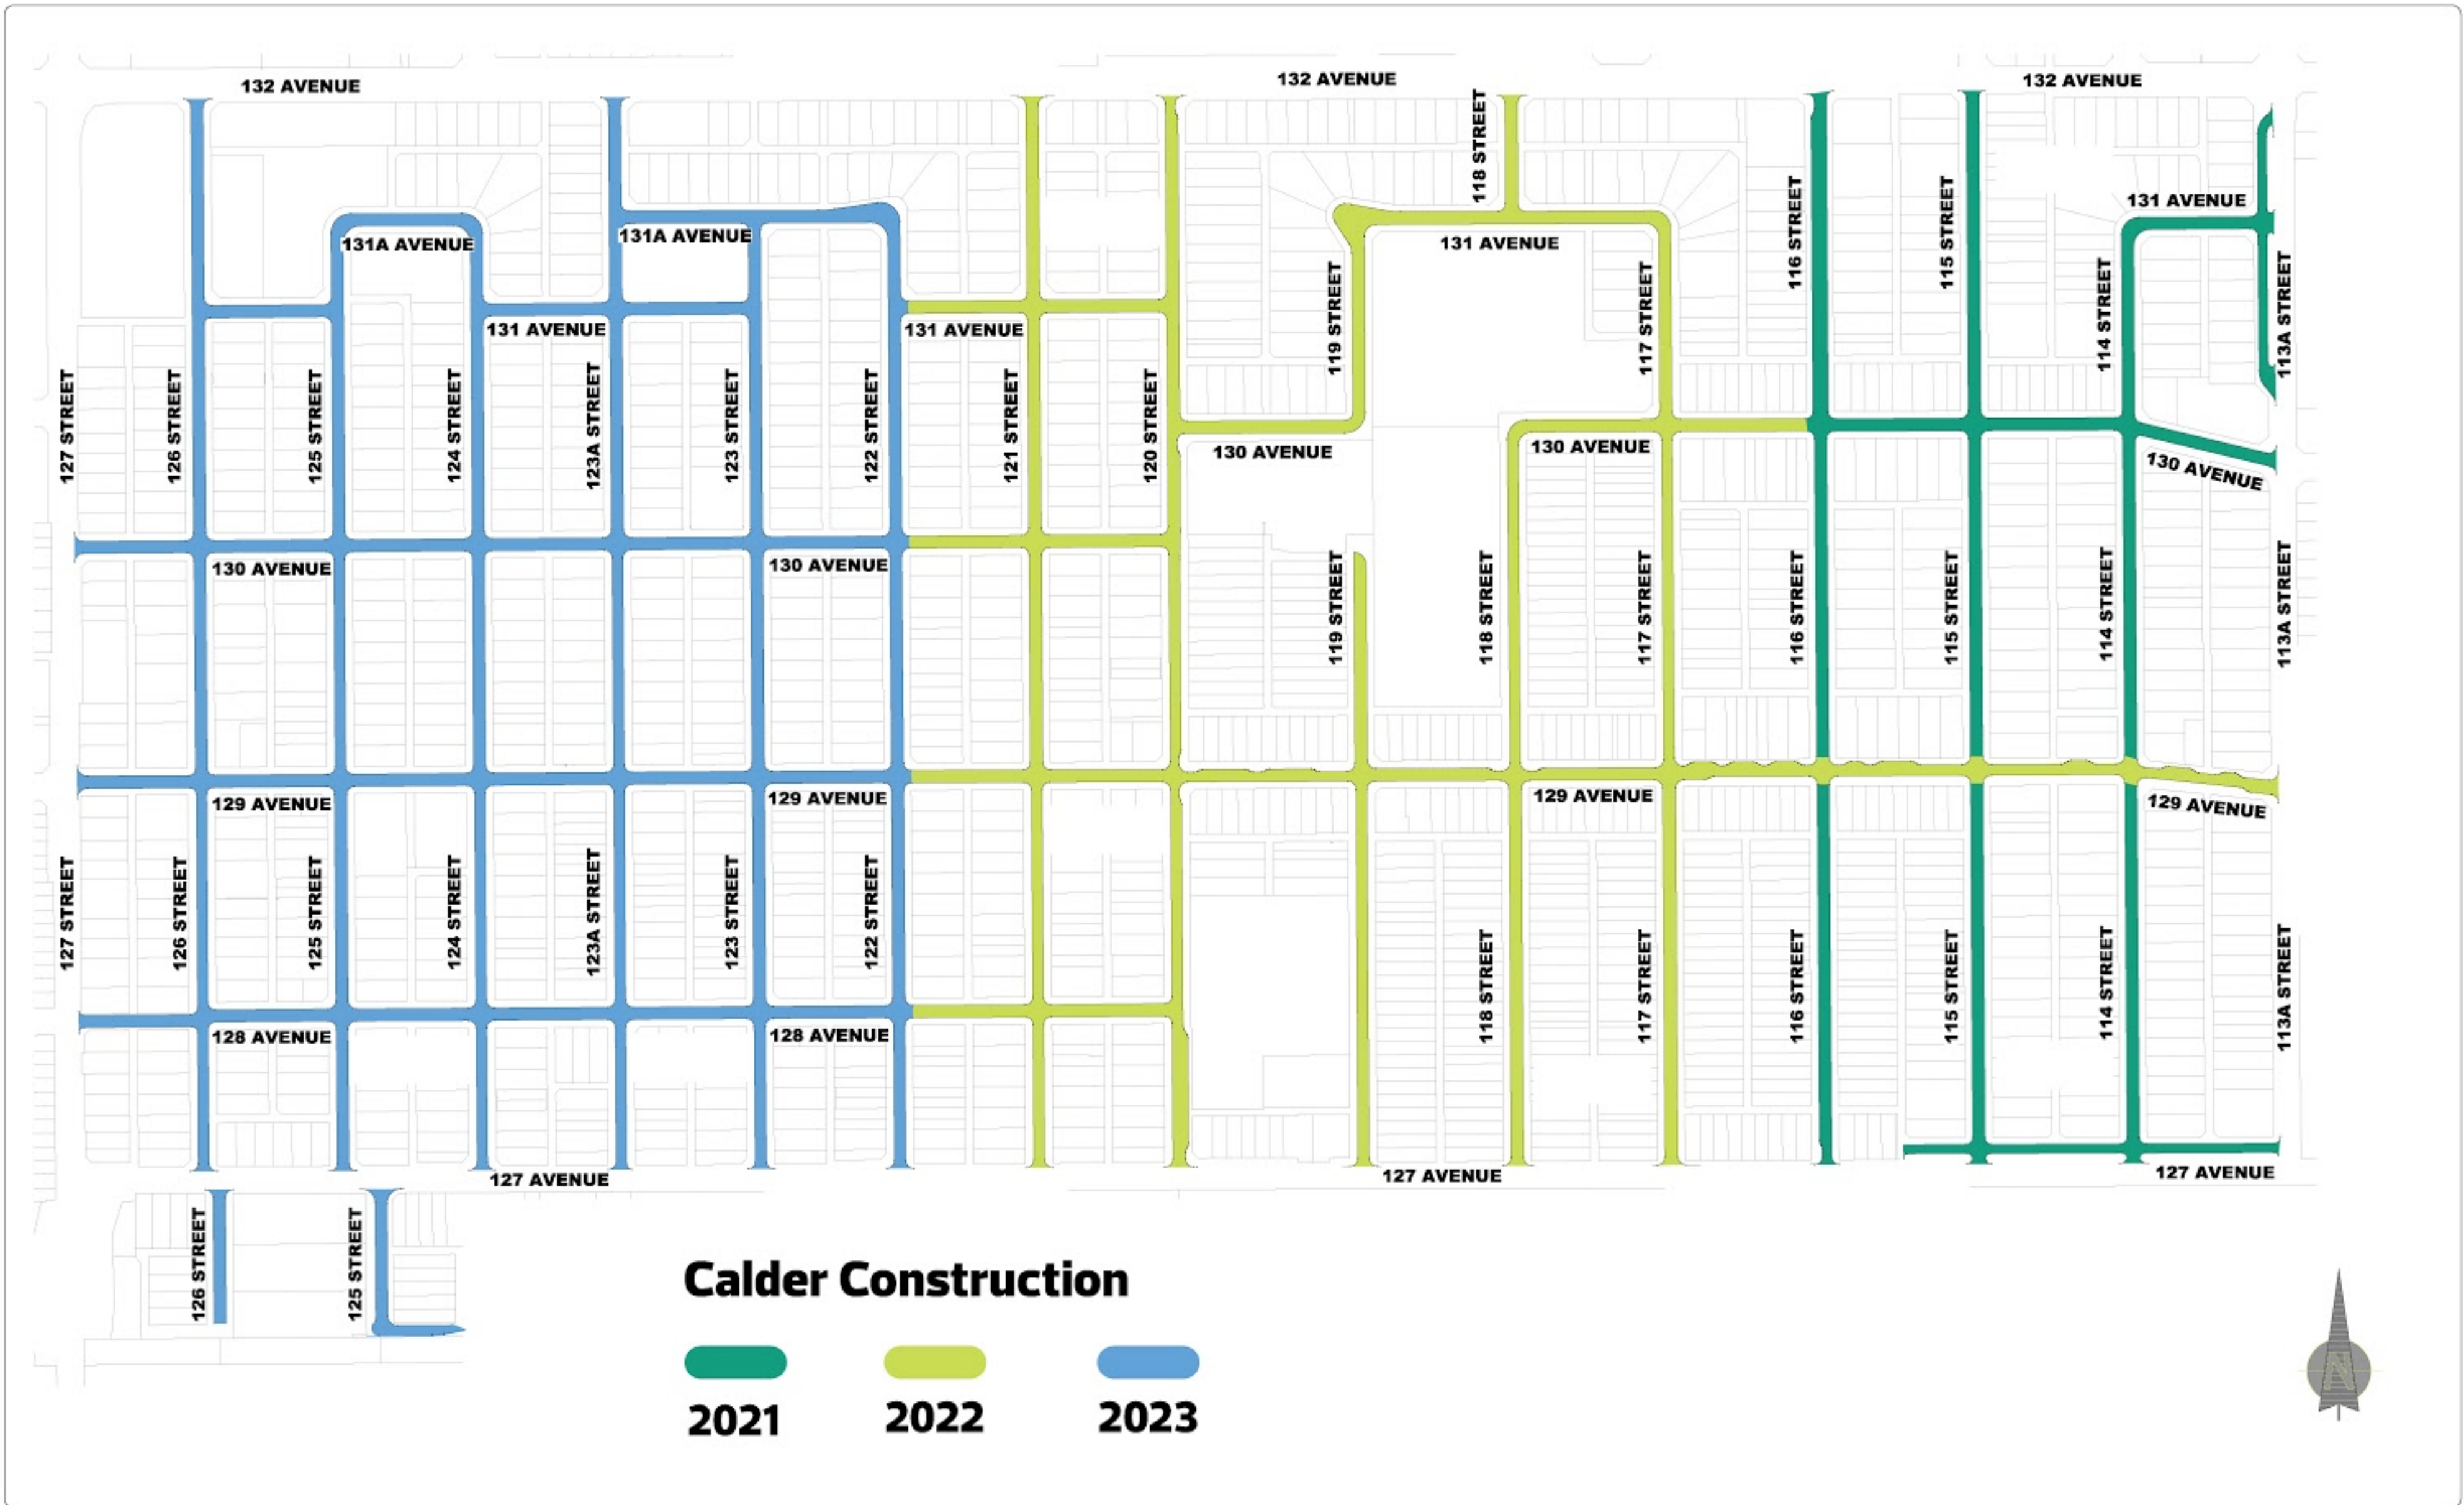 132 AVENUE
132 AVENUE
132 AVENUE
118 STREET
116 STREET
115 STREET
131 AVENUE
131A AVENUE
131A AVENUE
131 AVENUE
119 STREET
117 STREET
114 STREET
113A STREET
131 AVENUE
131 AVENUE
127 STREET
126 STREET
125 STREET
124 STREET
123A STREET
123 STREET
122 STREET
121 STREET
120 STREET
130 AVENUE
130 AVENUE
130 AVENUE
130 AVENUE
130 AVENUE
119 STREET
118 STREET
117 STREET
116 STREET
115 STREET
114 STREET
113A STREET
129 AVENUE
129 AVENUE
129 AVENUE
129 AVENUE
127 STREET
126 STREET
125 STREET
124 STREET
123A STREET
123 STREET
122 STREET
118 STREET
117 STREET
116 STREET
115 STREET
114 STREET
113A STREET
128 AVENUE
128 AVENUE
127 AVENUE
127 AVENUE
127 AVENUE
126 STREET
125 STREET
Calder Construction
2021
2022
2023
N